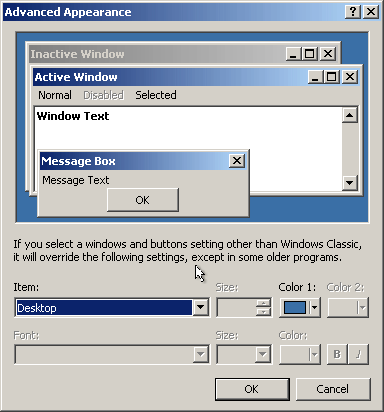 Advanced Appearance
Inactive Window
Active Window
Normal Disabled Selected
Window Text
Message Box
Message Text
OK
If you select a windows and buttons setting other than Windows Classic,
it will override the following settings, except in some older programs.
Item: Size: Color 1: Color 2:
Desktop
Font: Size: Color:
B I
OK Cancel